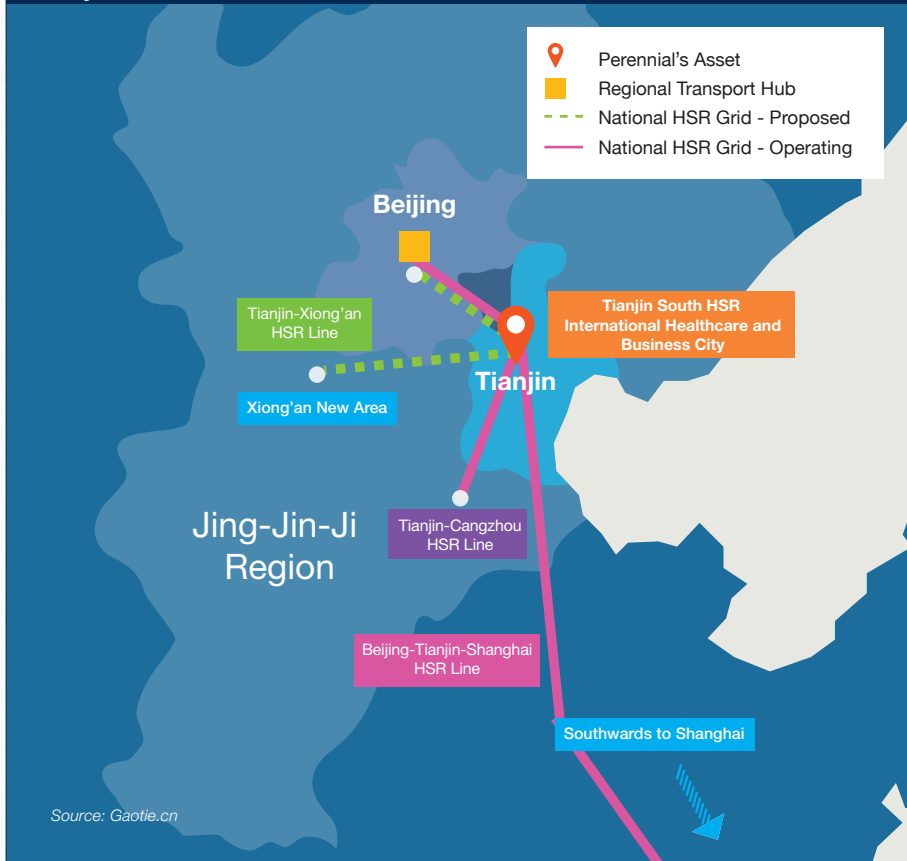 Perennial's Asset
Regional Transport Hub
National HSR Grid - Proposed
National HSR Grid - Operating
Beijing
Tianjin-Xiong'an
HSR Line
Tianjin South HSR
International Healthcare and
Business City
Tianjin
Xiong'an New Area
Jing-Jin-Ji
Region
Tianjin-Cangzhou
HSR Line
Beijing-Tianjin-Shanghai
HSR Line
Southwards to Shanghai
Source: Gaotie.cn